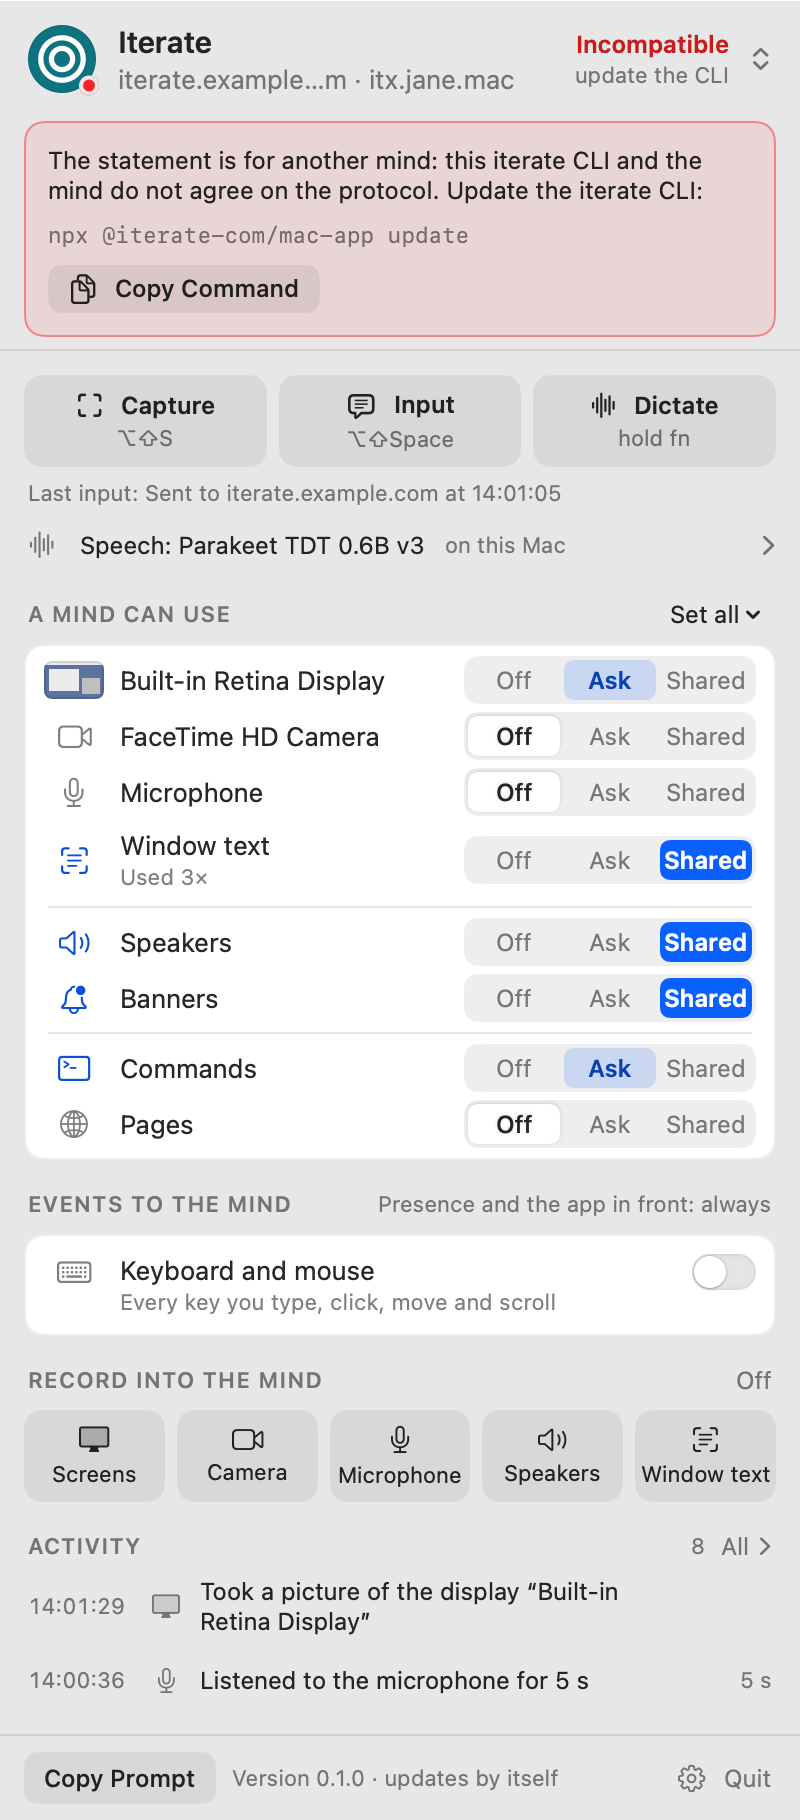 Iterate
iterate.example...m · itx.jane.mac
Incompatible
update the CLI
The statement is for another mind: this iterate CLI and the
mind do not agree on the protocol. Update the iterate CLI:
npx @iterate-com/mac-app update
Copy Command
Capture
⌥⇧S
Input
⌥⇧Space
Dictate
hold fn
Last input: Sent to iterate.example.com at 14:01:05
Speech: Parakeet TDT 0.6B v3 on this Mac
A MIND CAN USE
Set all
Built-in Retina Display Off Ask Shared
FaceTime HD Camera Off Ask Shared
Microphone Off Ask Shared
Window text
Used 3×
Off Ask Shared
Speakers Off Ask Shared
Banners Off Ask Shared
Commands Off Ask Shared
Pages Off Ask Shared
EVENTS TO THE MIND Presence and the app in front: always
Keyboard and mouse
Every key you type, click, move and scroll
RECORD INTO THE MIND Off
Screens
Camera
Microphone
Speakers
Window text
ACTIVITY 8 All
14:01:29 Took a picture of the display “Built-in
Retina Display”
14:00:36 Listened to the microphone for 5 s 5 s
Copy Prompt Version 0.1.0 · updates by itself Quit